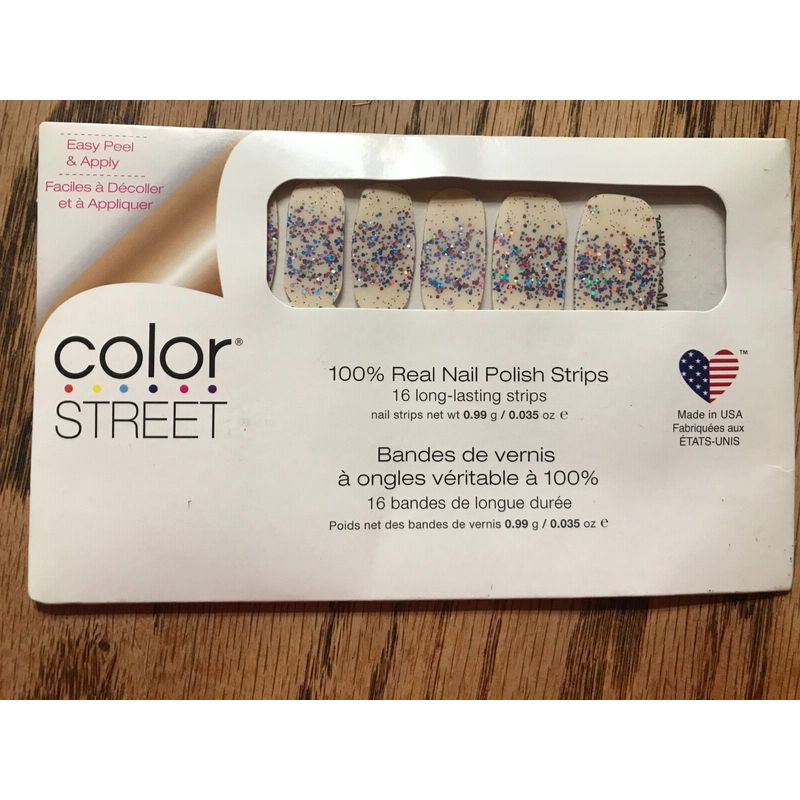 Easy Peel
& Apply
Faciles à Décoller
et à Appliquer
color®
STREET
100% Real Nail Polish Strips
16 long-lasting strips
nail strips net wt 0.99 g / 0.035 oz ℮
Bandes de vernis
à ongles véritable à 100%
16 bandes de longue durée
Poids net des bandes de vernis 0.99 g / 0.035 oz ℮
TM
Made in USA
Fabriquées aux
ÉTATS-UNIS